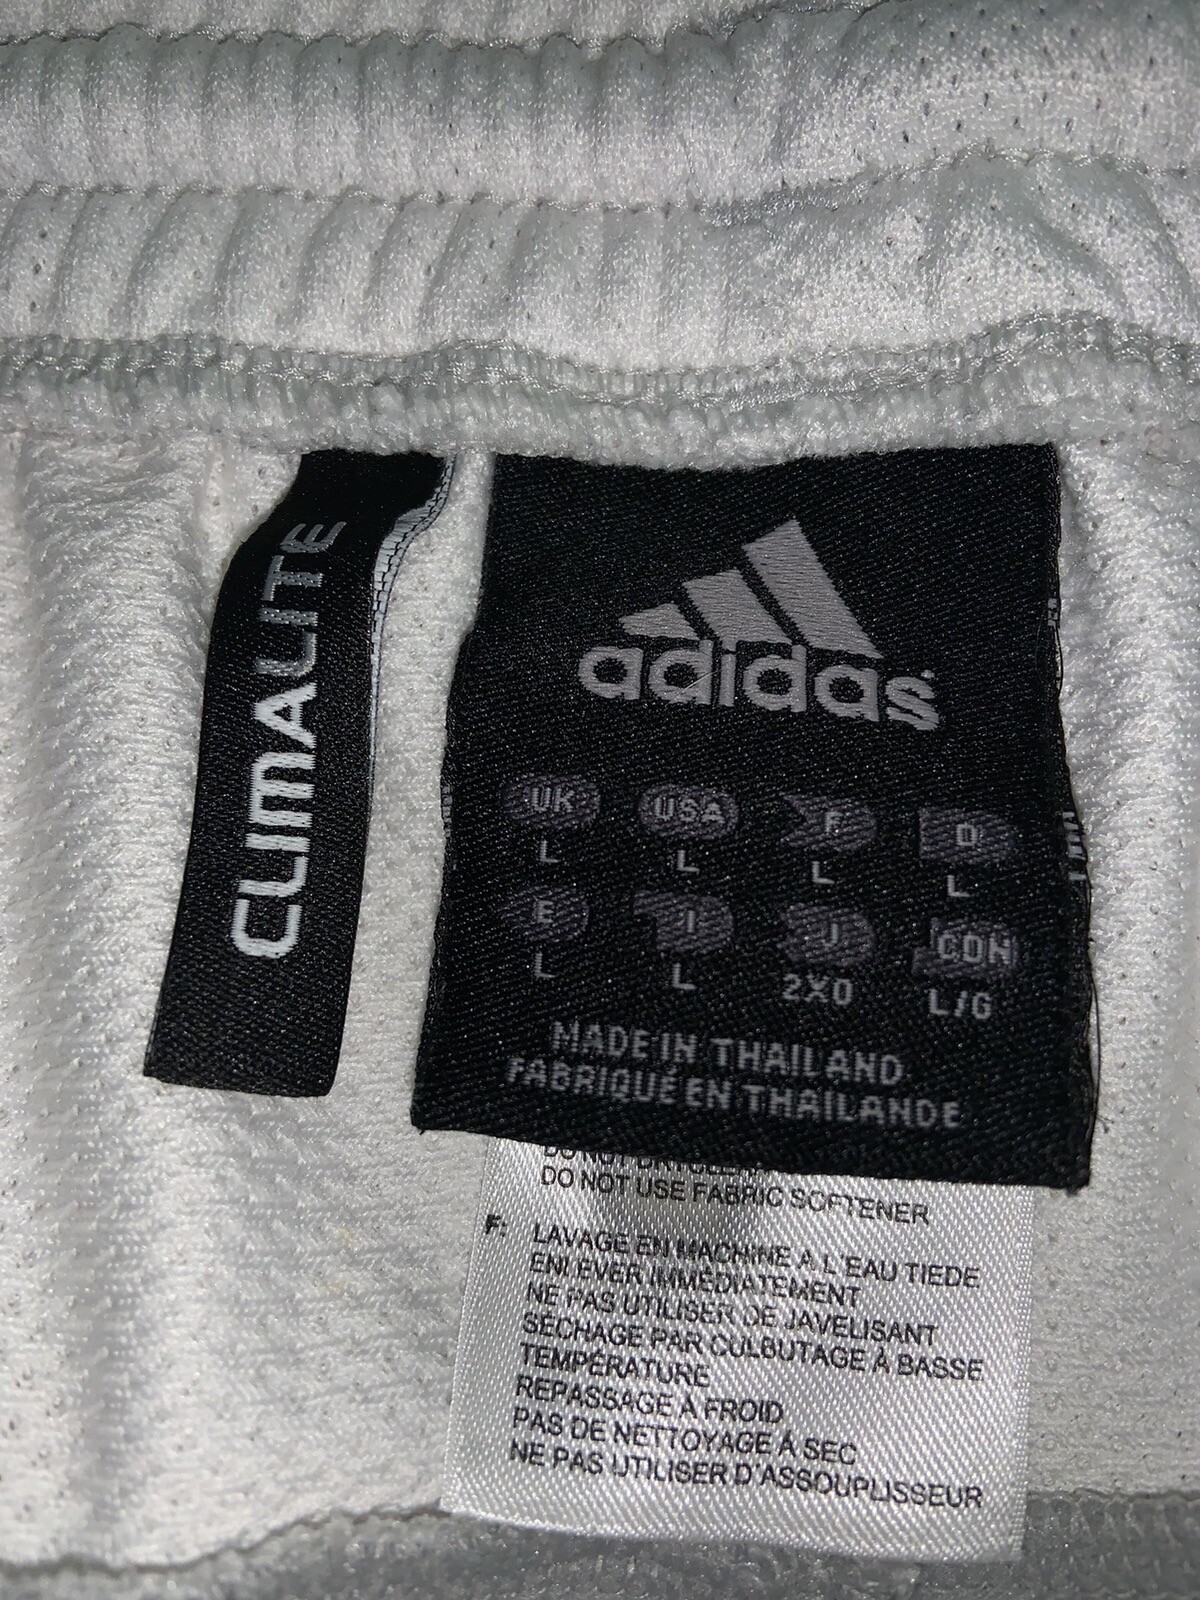 CLIMALITE
adidas
UK USA F D
L L L L
E I J CDN
L L 2XO L/G
MADE IN THAILAND
FABRIQUÉ EN THAÏLANDE
DO NOT USE FABRIC SOFTENER
F: LAVAGE EN MACHINE A L'EAU TIEDE
ENLEVER IMMÉDIATEMENT
NE PAS UTILISER DE JAVELISANT
SÉCHAGE PAR CULBUTAGE À BASSE
TEMPÉRATURE
REPASSAGE À FROID
PAS DE NETTOYAGE À SEC
NE PAS UTILISER D'ASSOUPLISSEUR